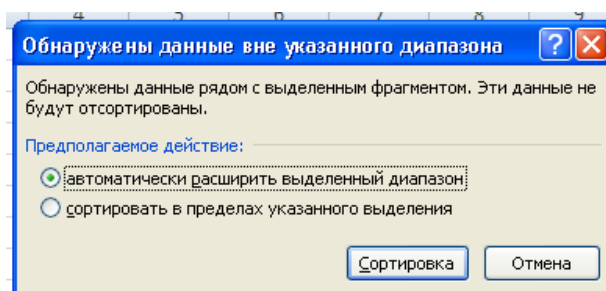 4 5 6 7 8 9
Обнаружены данные вне указанного диапазона
Обнаружены данные рядом с выделенным фрагментом. Эти данные не
будут отсортированы.
Предполагаемое действие:
автоматически расширить выделенный диапазон
сортировать в пределах указанного выделения
Сортировка Отмена